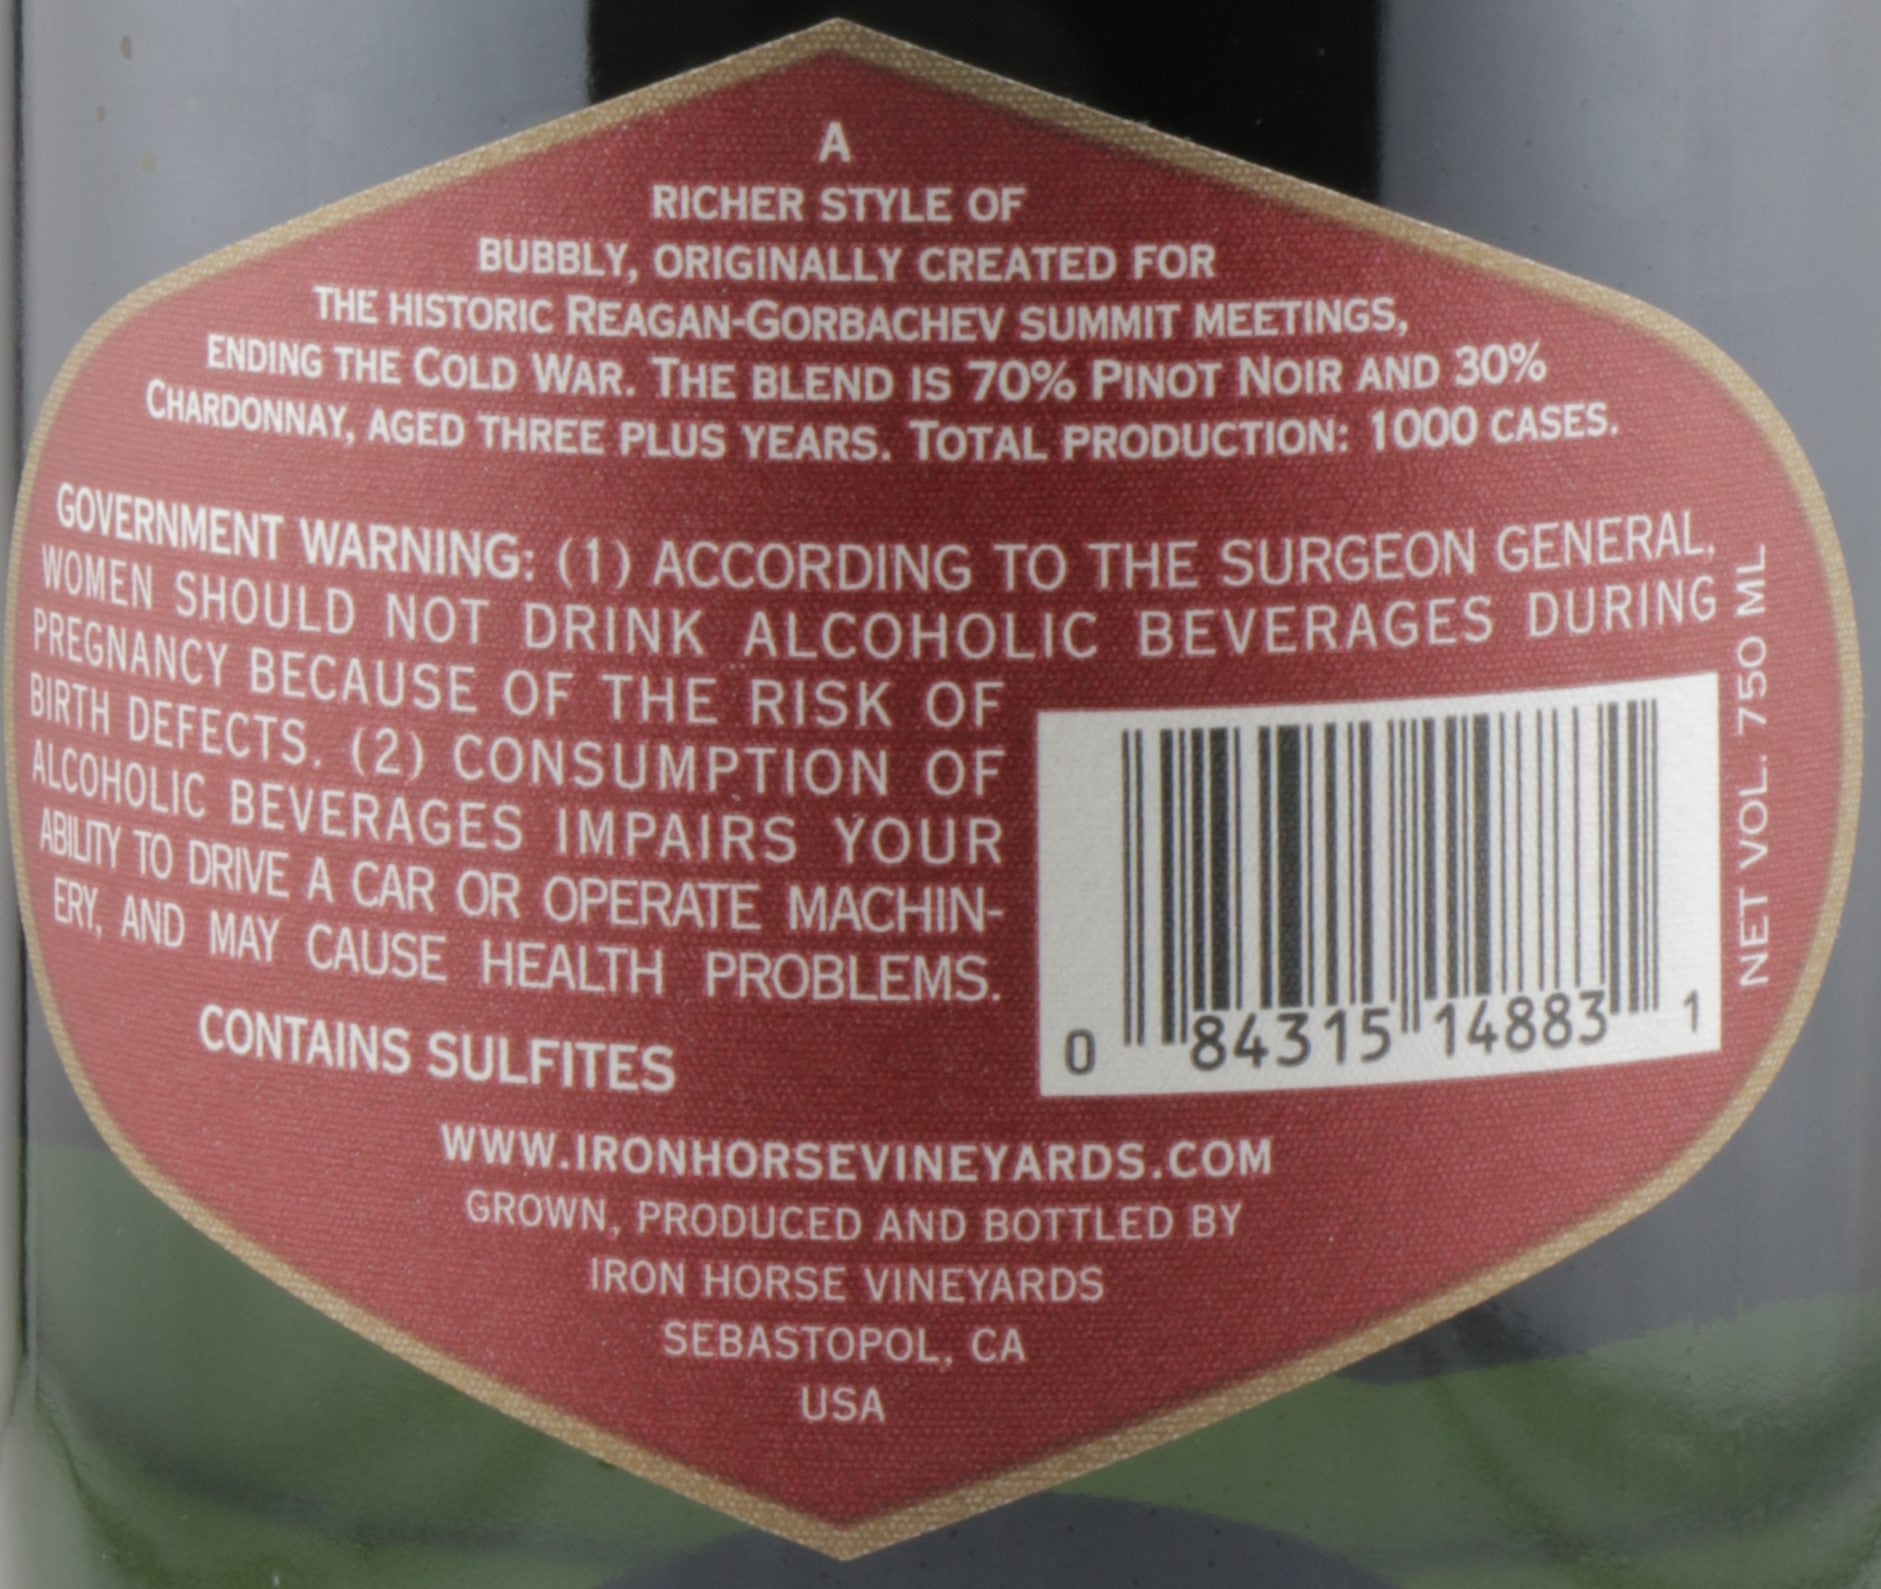 A
RICHER STYLE OF
BUBBLY, ORIGINALLY CREATED FOR
THE HISTORIC REAGAN-GORBACHEV SUMMIT MEETINGS,
ENDING THE COLD WAR. THE BLEND IS 70% PINOT NOIR AND 30%
CHARDONNAY, AGED THREE PLUS YEARS. TOTAL PRODUCTION: 1000 CASES.
GOVERNMENT WARNING: (1) ACCORDING TO THE SURGEON GENERAL,
WOMEN SHOULD NOT DRINK ALCOHOLIC BEVERAGES DURING
PREGNANCY BECAUSE OF THE RISK OF
BIRTH DEFECTS. (2) CONSUMPTION OF
ALCOHOLIC BEVERAGES IMPAIRS YOUR
ABILITY TO DRIVE A CAR OR OPERATE MACHIN-
ERY, AND MAY CAUSE HEALTH PROBLEMS.
CONTAINS SULFITES
0 84315 14883 1
NET VOL. 750 ML
WWW.IRONHORSEVINEYARDS.COM
GROWN, PRODUCED AND BOTTLED BY
IRON HORSE VINEYARDS
SEBASTOPOL, CA
USA